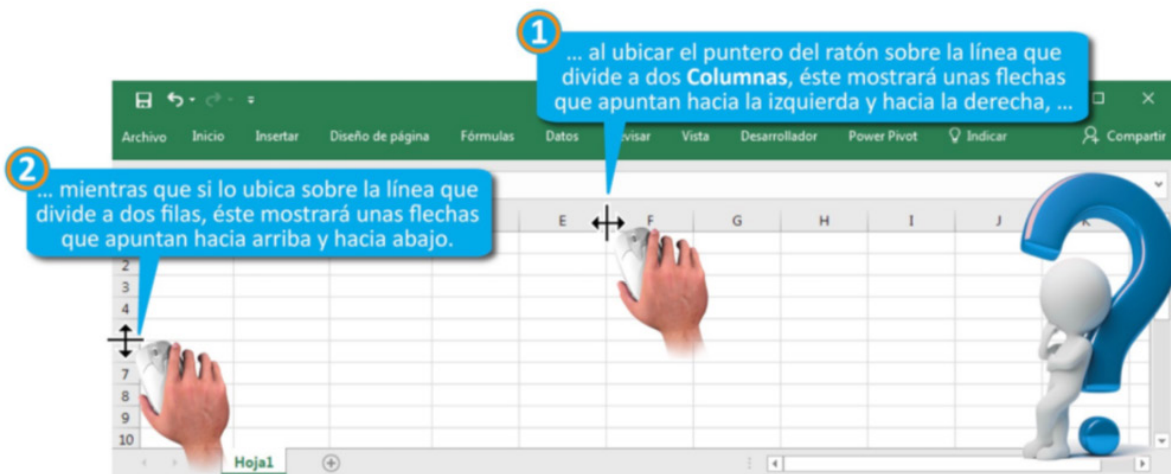 1
... al ubicar el puntero del ratón sobre la línea que
divide a dos Columnas, éste mostrará unas flechas
que apuntan hacia la izquierda y hacia la derecha, ...
Archivo Inicio Insertar Diseño de página Fórmulas Datos evisar Vista Desarrollador Power Pivot Indicar Compartir
2
... mientras que si lo ubica sobre la línea que
divide a dos filas, éste mostrará unas flechas
que apuntan hacia arriba y hacia abajo.
E F G H I J K
2
3
4
7
8
9
10
Hoja1